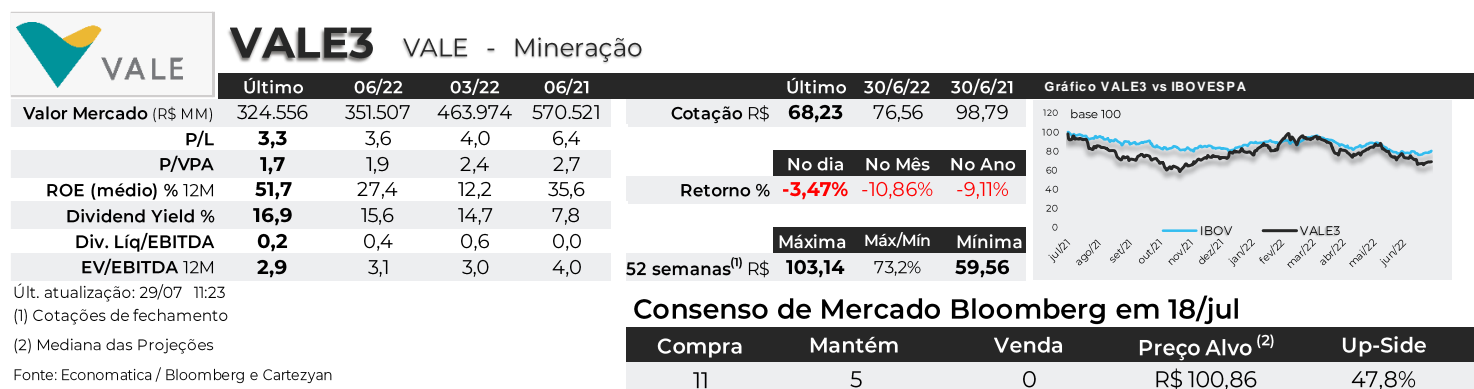 VALE
VALE3 VALE - Mineração
Último 06/22 03/22 06/21
Valor Mercado (R$ MM) 324.556 351.507 463.974 570.521
P/L 3,3 3,6 4,0 6,4
P/VPA 1,7 1,9 2,4 2,7
ROE (médio) % 12M 51,7 27,4 12,2 35,6
Dividend Yield % 16,9 15,6 14,7 7,8
Div. Líq/EBITDA 0,2 0,4 0,6 0,0
EV/EBITDA 12M 2,9 3,1 3,0 4,0
Últ. atualização: 29/07 11:23
(1) Cotações de fechamento
(2) Mediana das Projeções
Fonte: Economatica / Bloomberg e Cartezyan
Último 30/6/22 30/6/21
Cotação R$ 68,23 76,56 98,79
No dia No Mês No Ano
Retorno % -3,47% -10,86% -9,11%
Máxima Máx/Mín Mínima
52 semanas(1) R$ 103,14 73,2% 59,56
Gráfico VALE3 vs IBOVESPA
base 100
120
100
80
60
40
20
0
IBOV VALE3
jul/21 ago/21 set/21 out/21 nov/21 dez/21 jan/22 fev/22 mar/22 abr/22 mai/22 jun/22
Consenso de Mercado Bloomberg em 18/jul
Compra Mantém Venda Preço Alvo (2) Up-Side
11 5 0 R$ 100,86 47,8%